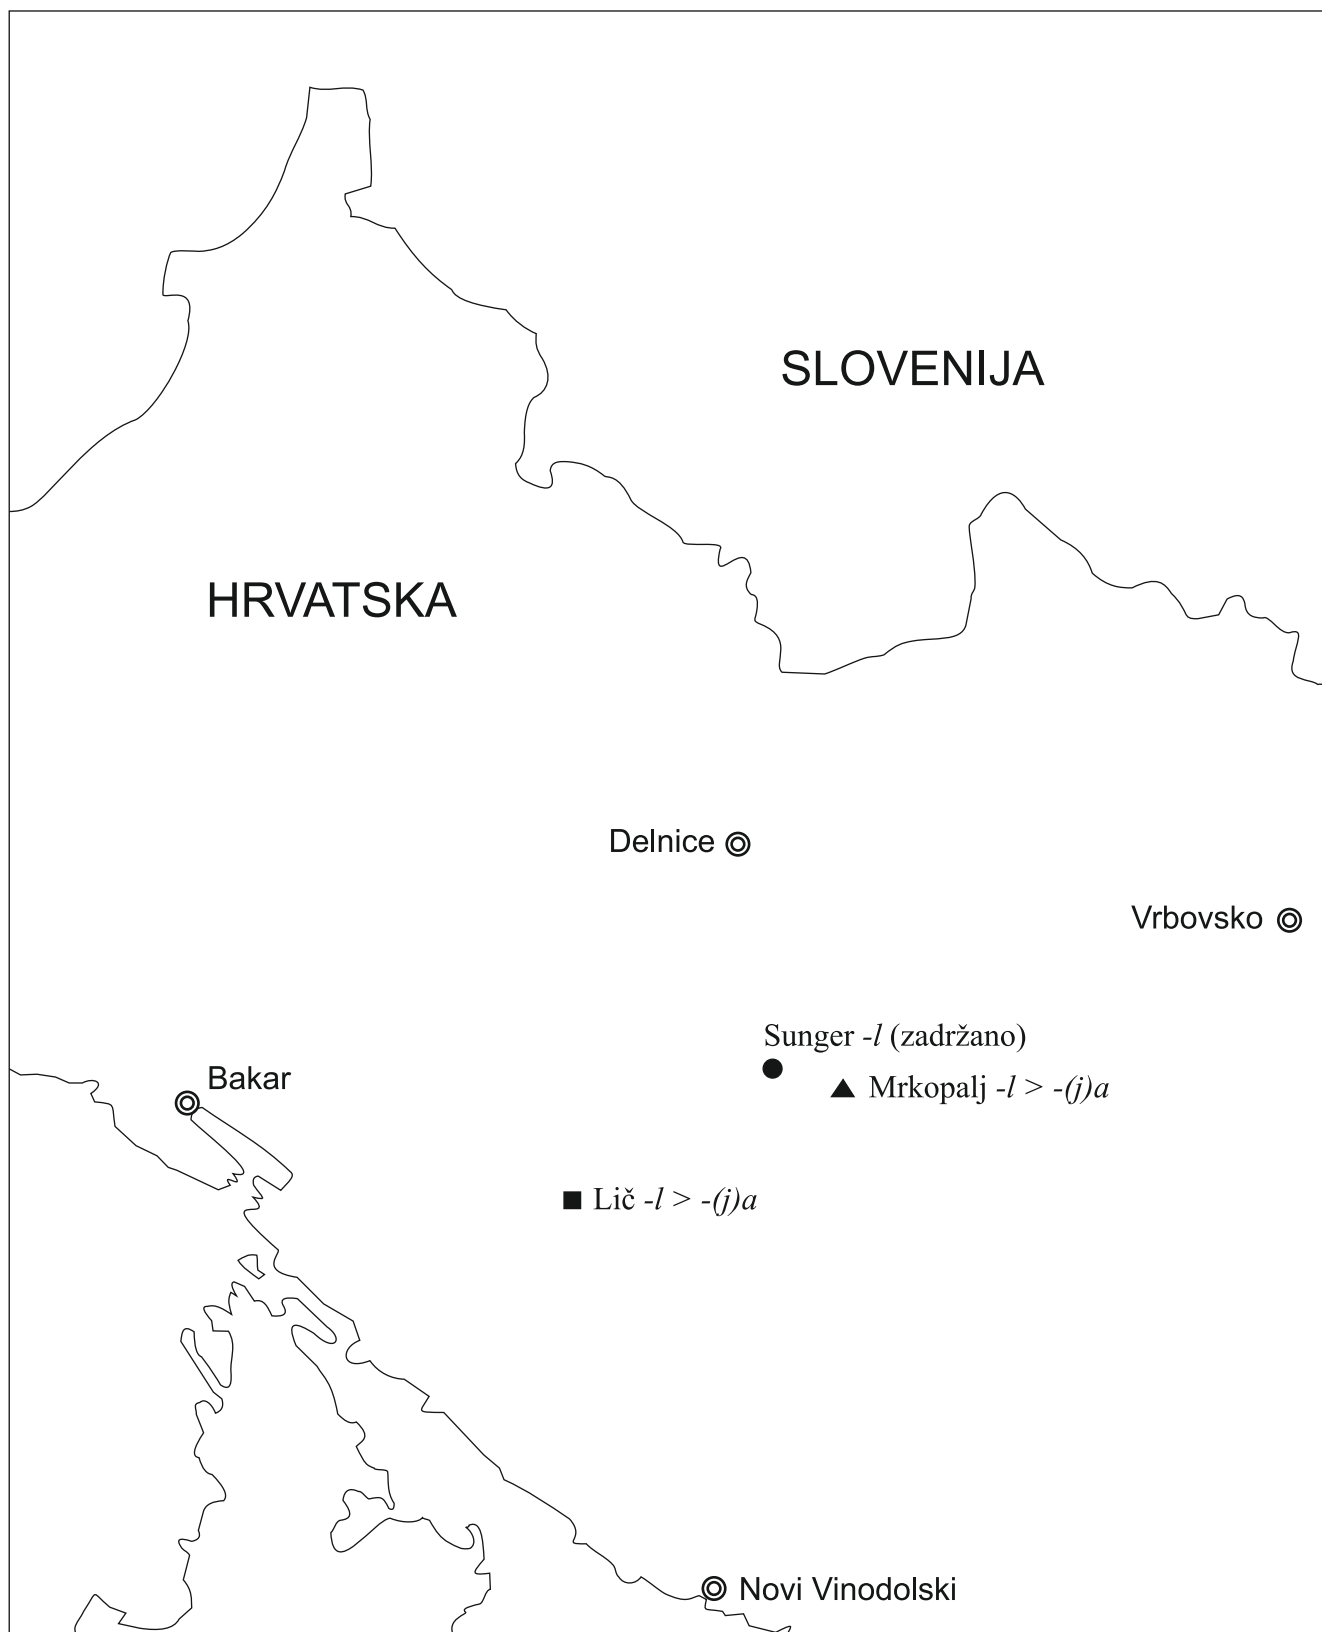 SLOVENIJA
HRVATSKA
Delnice
Vrbovsko
Sunger -l (zadržano)
Bakar
Mrkopalj -l > -(j)a
Lič -l > -(j)a
Novi Vinodolski